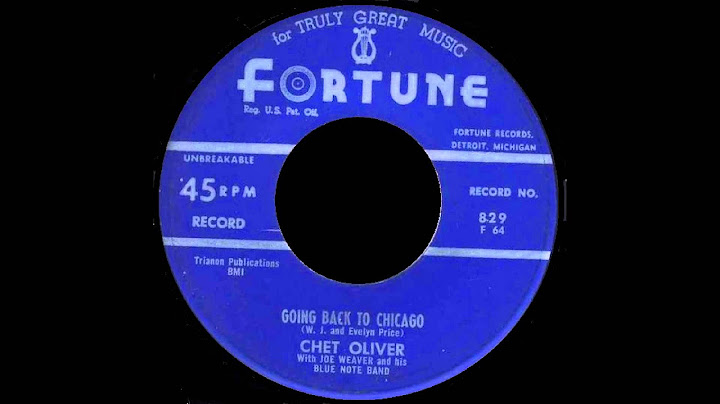 for TRULY GREAT MUSIC
FORTUNE
Reg. U.S. Pat. Off.
FORTUNE RECORDS,
DETROIT, MICHIGAN
UNBREAKABLE
45 RPM
RECORD
RECORD NO.
829
F 64
Trianon Publications
BMI
GOING BACK TO CHICAGO
(W. J. and Evelyn Price)
CHET OLIVER
With JOE WEAVER and his
BLUE NOTE BAND